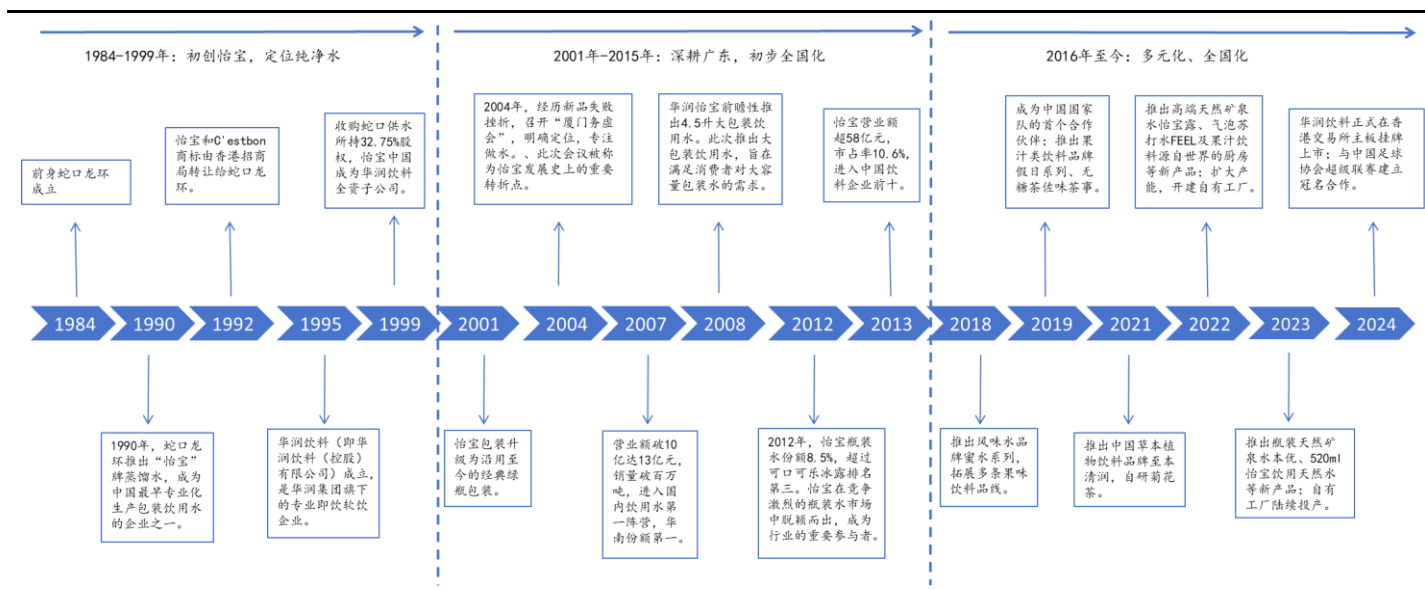 1984-1999年：初创怡宝，定位纯净水
2001年-2015年：深耕广东，初步全国化
2016年至今：多元化、全国化
前身蛇口龙环
成立
怡宝和C'estbon
商标由香港招商
局转让给蛇口龙
环。
收购蛇口供水
所持32.75%股
权，怡宝中国
成为华润饮料
全资子公司。
2004年，经历新品失败
挫折，召开“厦门务虚
会”，明确定位，专注
做水。、此次会议被称
为怡宝发展史上的重要
转折点。
华润怡宝前瞻性推
出4.5升大包装饮
用水。此次推出大
包装饮用水，旨在
满足消费者对大容
量包装水的需求。
怡宝营业额
超58亿元，
市占率10.6%，
进入中国饮
料企业前十。
成为中国国家
队的首个合作
伙伴；推出果
汁类饮料品牌
假日系列、无
糖茶佐味茶事。
推出高端天然矿泉
水怡宝露、气泡苏
打水FEEL及果汁饮
料源自世界的厨房
等新产品；扩大产
能，开建自有工厂。
华润饮料正式在香
港交易所主板挂牌
上市；与中国足球
协会超级联赛建立
冠名合作。
1984
1990
1992
1995
1999
2001
2004
2007
2008
2012
2013
2018
2019
2021
2022
2023
2024
1990年，蛇口龙
环推出“怡宝”
牌蒸馏水，成为
中国最早专业化
生产包装饮用水
的企业之一。
华润饮料（即华
润饮料（控股）
有限公司）成立，
是华润集团旗下
的专业即饮软饮
企业。
怡宝包装升
级为沿用至
今的经典绿
瓶包装。
营业额破10
亿达13亿元，
销量破百万
吨，进入国
内饮用水第
一阵营，华
南份额第一。
2012年，怡宝瓶装
水份额8.5%，超过
可口可乐冰露排名
第三。怡宝在竞争
激烈的瓶装水市场
中脱颖而出，成为
行业的重要参与者。
推出风味水品
牌蜜水系列，
拓展多条果味
饮料品线。
推出中国草本植
物饮料品牌至本
清润，自研菊花
茶。
推出瓶装天然矿
泉水本优、520ml
怡宝饮用天然水
等新产品；自有
工厂陆续投产。